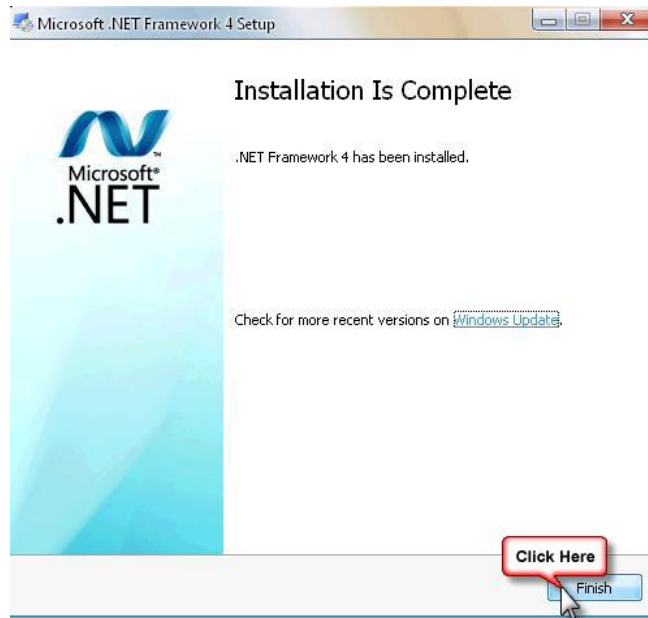 Microsoft .NET Framework 4 Setup
Installation Is Complete
Microsoft®
.NET
.NET Framework 4 has been installed.
Check for more recent versions on Windows Update.
Click Here
Finish